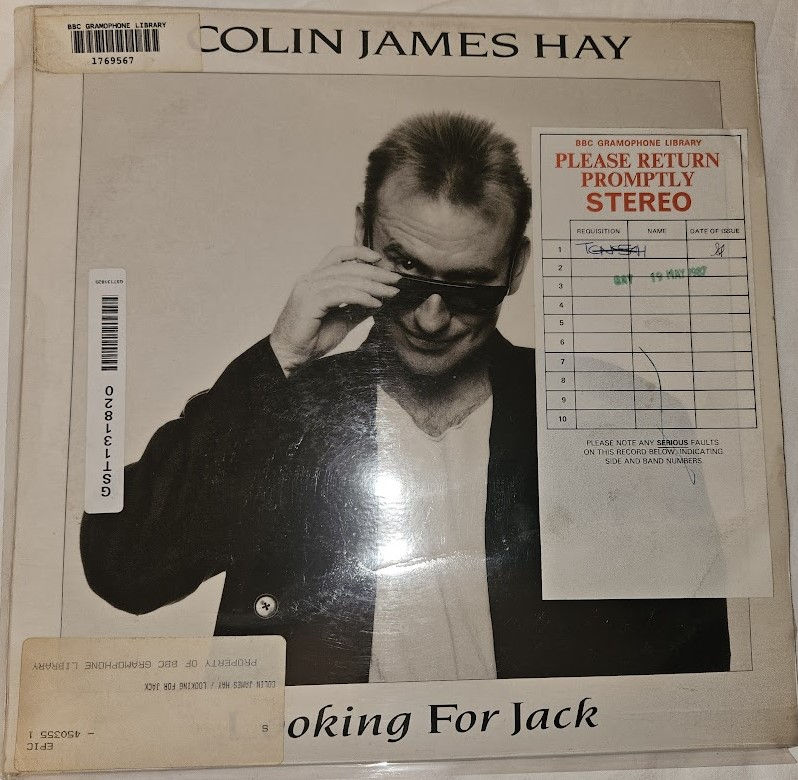 BBC GRAMOPHONE LIBRARY
1769567
COLIN JAMES HAY
BBC GRAMOPHONE LIBRARY
PLEASE RETURN
PROMPTLY
STEREO
REQUISITION NAME DATE OF ISSUE
1
2
3 19 MAY 1987
4
5
6
7
8
9
10
PLEASE NOTE ANY SERIOUS FAULTS
ON THIS RECORD BELOW INDICATING
SIDE AND BAND NUMBERS.
GST131820
GST131820
PROPERTY OF BBC GRAMOPHONE LIBRARY
COLIN JAMES HAY / LOOKING FOR JACK
S
EPIC
450355 1 -
Looking For Jack